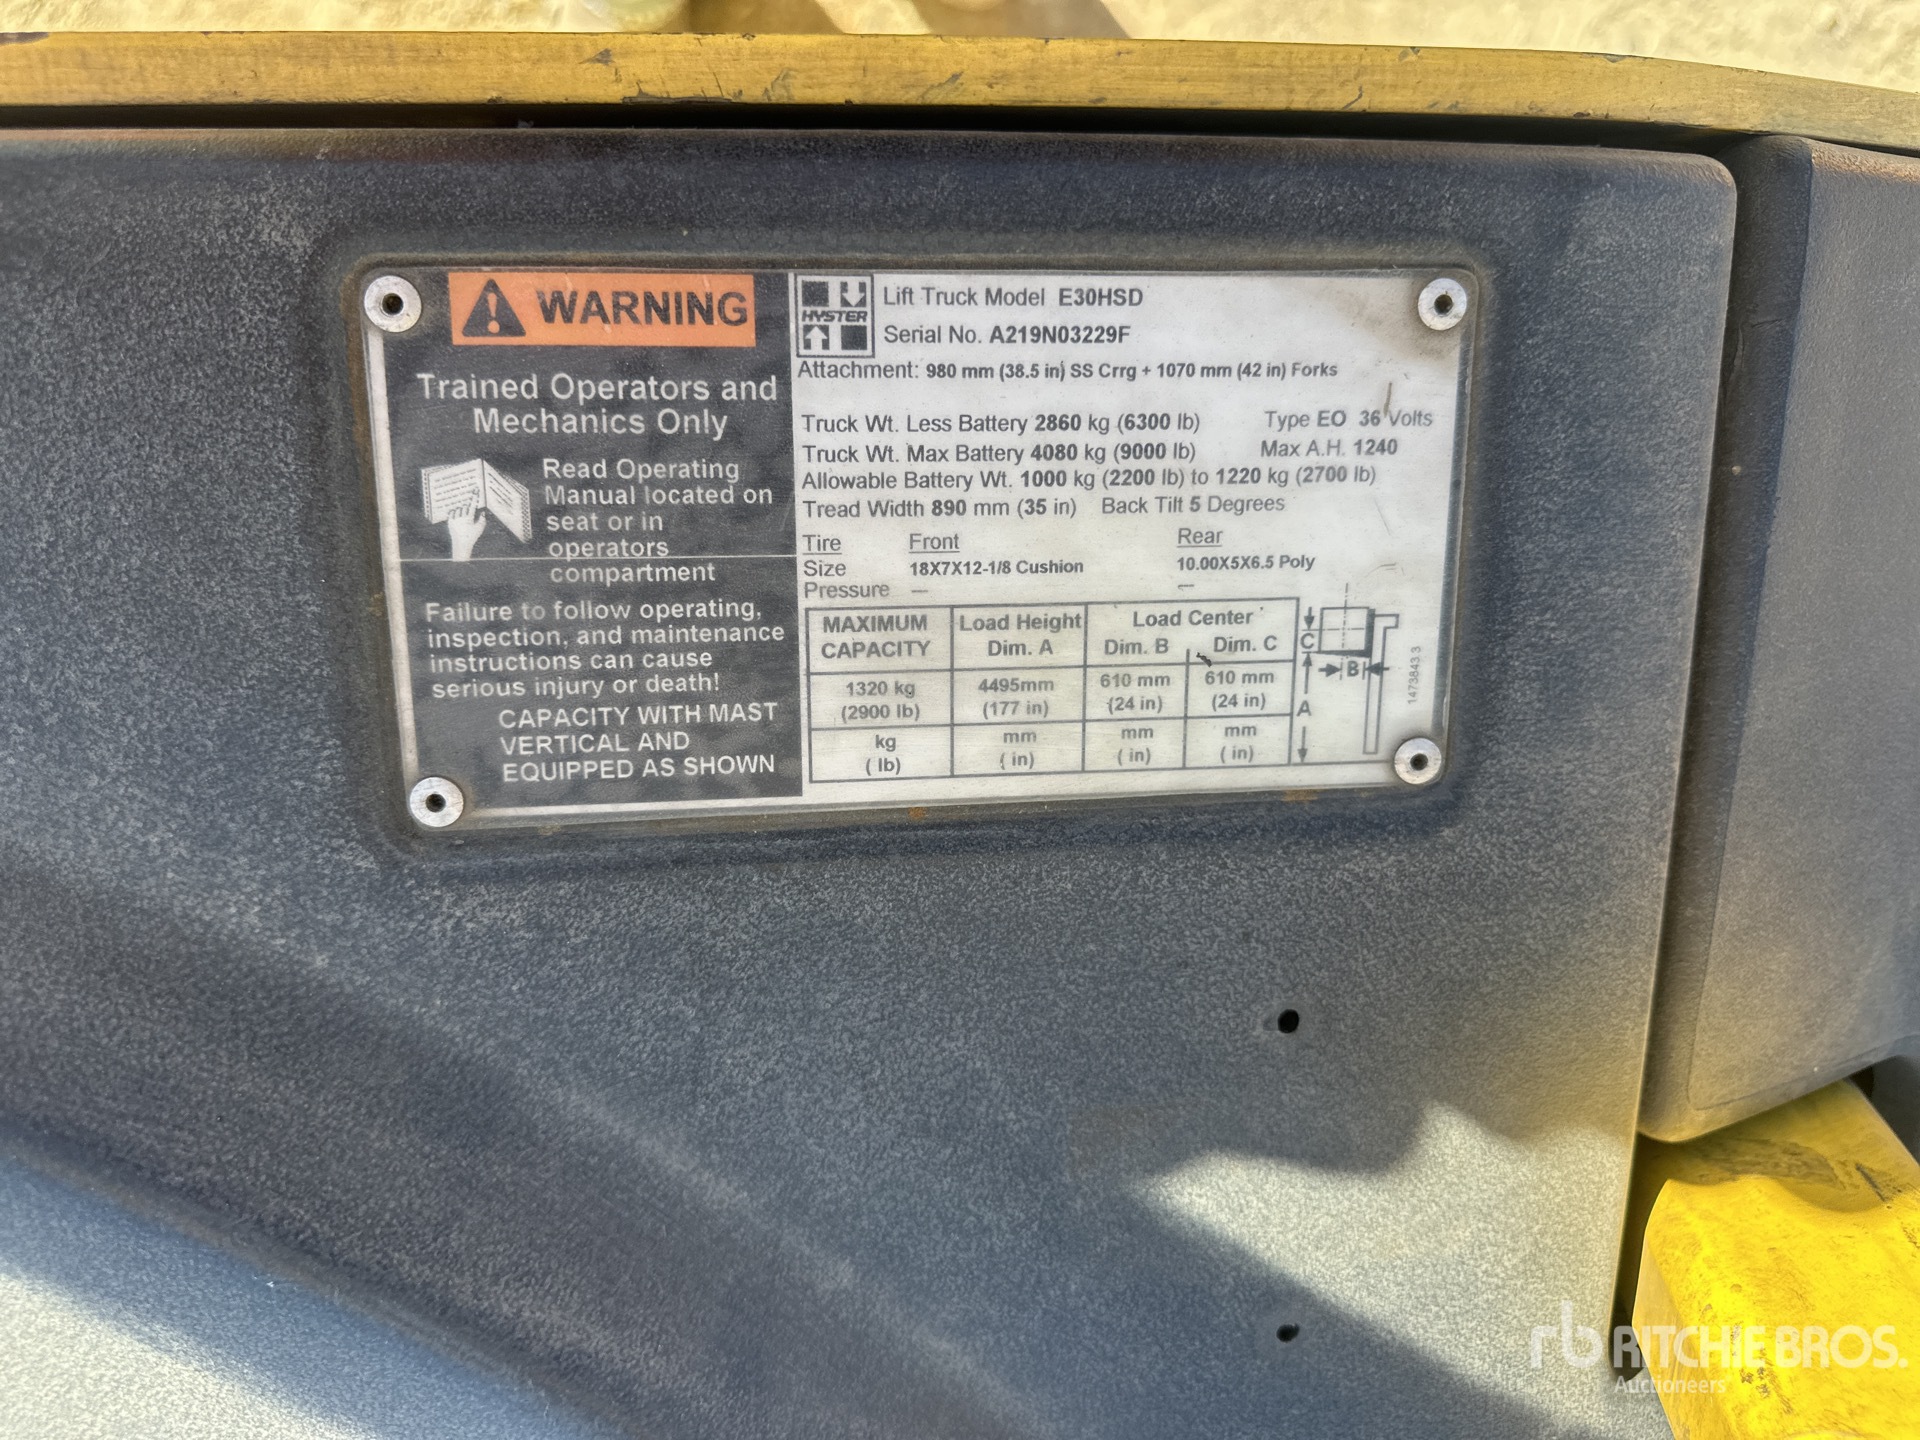 WARNING
Trained Operators and
Mechanics Only
Read Operating
Manual located on
seat or in
operators
compartment
Failure to follow operating,
inspection, and maintenance
instructions can cause
serious injury or death!
CAPACITY WITH MAST
VERTICAL AND
EQUIPPED AS SHOWN
HYSTER
Lift Truck Model E30HSD
Serial No. A219N03229F
Attachment: 980 mm (38.5 in) SS Crrg + 1070 mm (42 in) Forks
Truck Wt. Less Battery 2860 kg (6300 lb) Type EO 36 Volts
Truck Wt. Max Battery 4080 kg (9000 lb) Max A.H. 1240
Allowable Battery Wt. 1000 kg (2200 lb) to 1220 kg (2700 lb)
Tread Width 890 mm (35 in) Back Tilt 5 Degrees
Tire Front Rear
Size 18X7X12-1/8 Cushion 10.00X5X6.5 Poly
Pressure — —
MAXIMUM Load Height Load Center
CAPACITY Dim. A Dim. B Dim. C
1320 kg 4495mm 610 mm 610 mm
(2900 lb) (177 in) (24 in) (24 in)
kg mm mm mm
( lb) ( in) ( in) ( in)
C
B
A
1473843 3
rb RITCHIE BROS.
Auctioneers